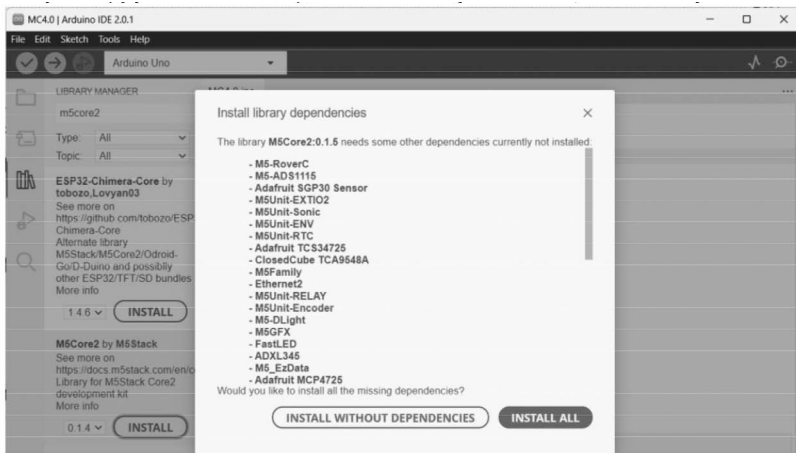 MC4.0 | Arduino IDE 2.0.1
File Edit Sketch Tools Help
Arduino Uno
LIBRARY MANAGER
m5core2
Type: All
Topic: All
ESP32-Chimera-Core by
tobozo,Lovyan03
See more on
https://github.com/tobozo/ESP
Chimera-Core
Alternate library
M5Stack/M5Core2/Odroid-
Go/D-Duino and possibliy
other ESP32/TFT/SD bundles
More info
1.4.6 INSTALL
M5Core2 by M5Stack
See more on
https://docs.m5stack.com/en/c
Library for M5Stack Core2
development kit
More info
0.1.4 INSTALL
Install library dependencies
The library M5Core2:0.1.5 needs some other dependencies currently not installed:
- M5-RoverC
- M5-ADS1115
- Adafruit SGP30 Sensor
- M5Unit-EXTIO2
- M5Unit-Sonic
- M5Unit-ENV
- M5Unit-RTC
- Adafruit TCS34725
- ClosedCube TCA9548A
- M5Family
- Ethernet2
- M5Unit-RELAY
- M5Unit-Encoder
- M5-DLight
- M5GFX
- FastLED
- ADXL345
- M5_EzData
- Adafruit MCP4725
Would you like to install all the missing dependencies?
INSTALL WITHOUT DEPENDENCIES INSTALL ALL